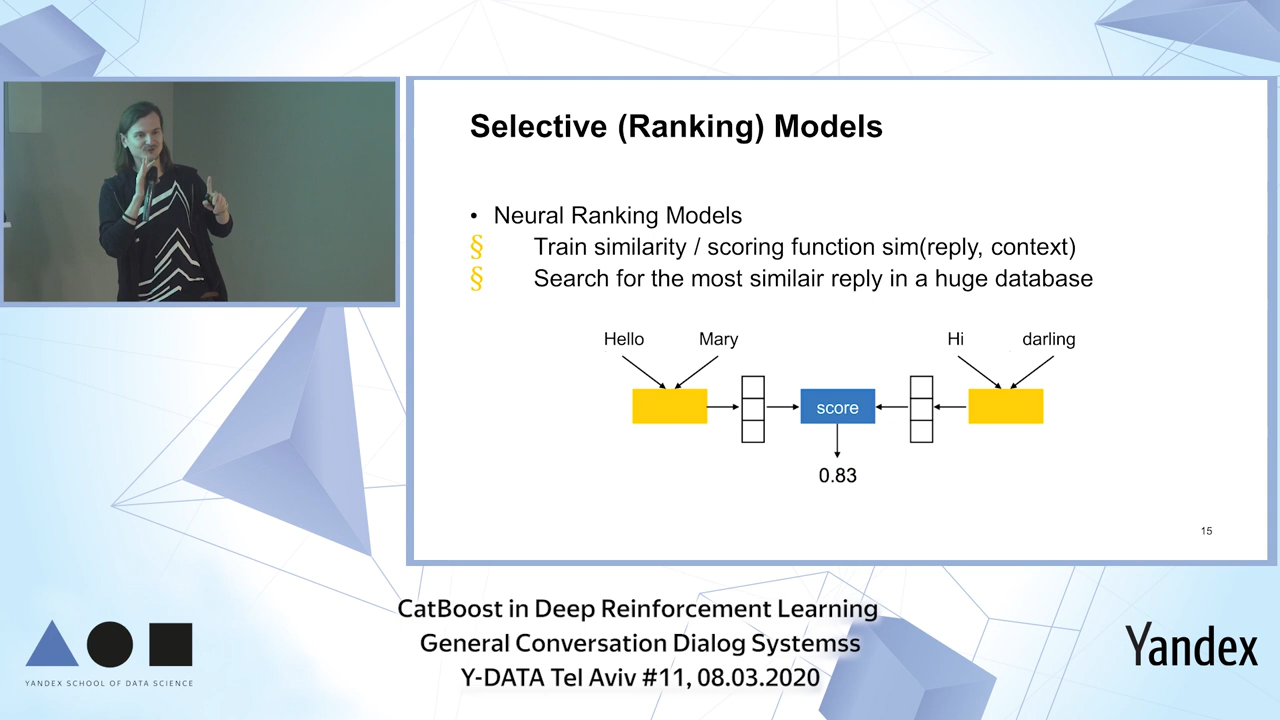 Yandex
Selective (Ranking) Models
• Neural Ranking Models
§ Train similarity / scoring function sim(reply, context)
§ Search for the most similair reply in a huge database
Hello Mary Hi darling
score
0.83
15
CatBoost in Deep Reinforcement Learning
General Conversation Dialog Systemss
Y-DATA Tel Aviv #11, 08.03.2020
YANDEX SCHOOL OF DATA SCIENCE
Yandex